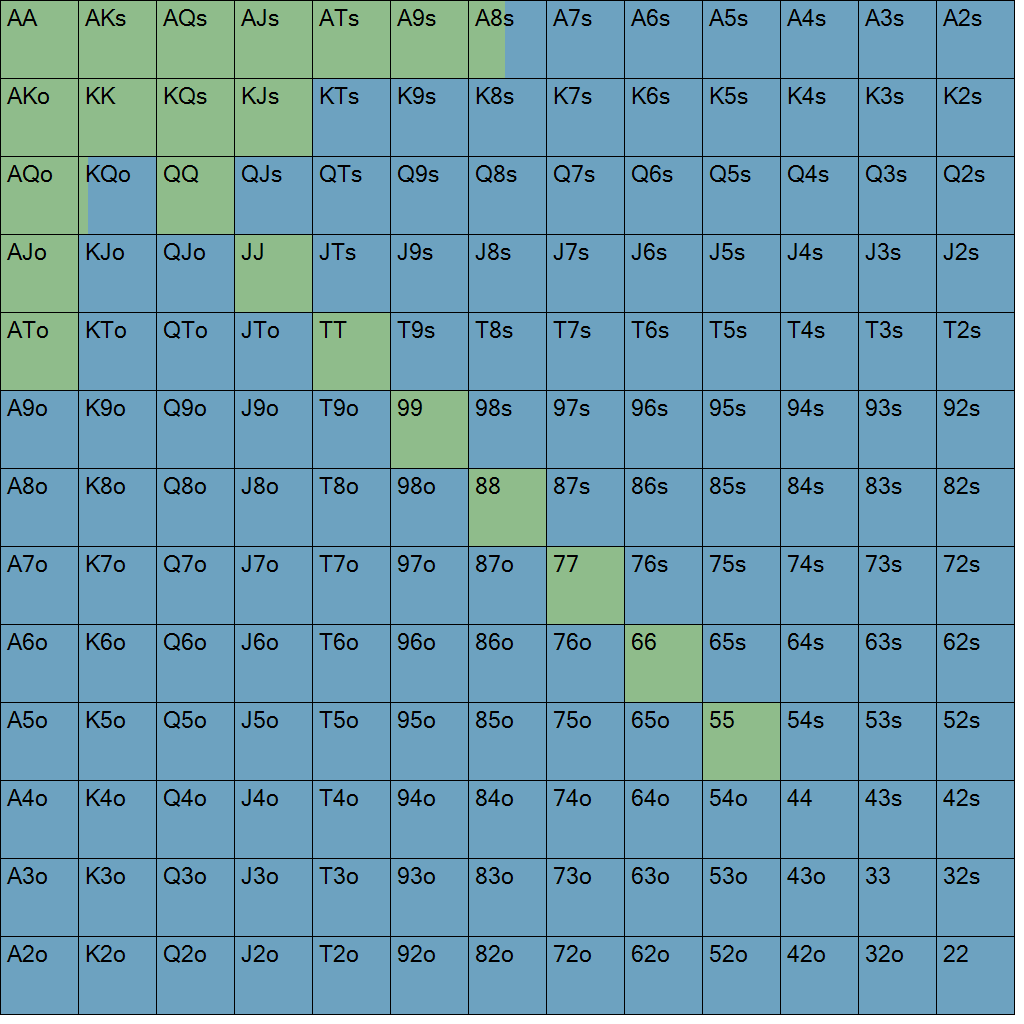 AA AKs AQs AJs ATs A9s A8s A7s A6s A5s A4s A3s A2s
AKo KK KQs KJs KTs K9s K8s K7s K6s K5s K4s K3s K2s
AQo KQo QQ QJs QTs Q9s Q8s Q7s Q6s Q5s Q4s Q3s Q2s
AJo KJo QJo JJ JTs J9s J8s J7s J6s J5s J4s J3s J2s
ATo KTo QTo JTo TT T9s T8s T7s T6s T5s T4s T3s T2s
A9o K9o Q9o J9o T9o 99 98s 97s 96s 95s 94s 93s 92s
A8o K8o Q8o J8o T8o 98o 88 87s 86s 85s 84s 83s 82s
A7o K7o Q7o J7o T7o 97o 87o 77 76s 75s 74s 73s 72s
A6o K6o Q6o J6o T6o 96o 86o 76o 66 65s 64s 63s 62s
A5o K5o Q5o J5o T5o 95o 85o 75o 65o 55 54s 53s 52s
A4o K4o Q4o J4o T4o 94o 84o 74o 64o 54o 44 43s 42s
A3o K3o Q3o J3o T3o 93o 83o 73o 63o 53o 43o 33 32s
A2o K2o Q2o J2o T2o 92o 82o 72o 62o 52o 42o 32o 22